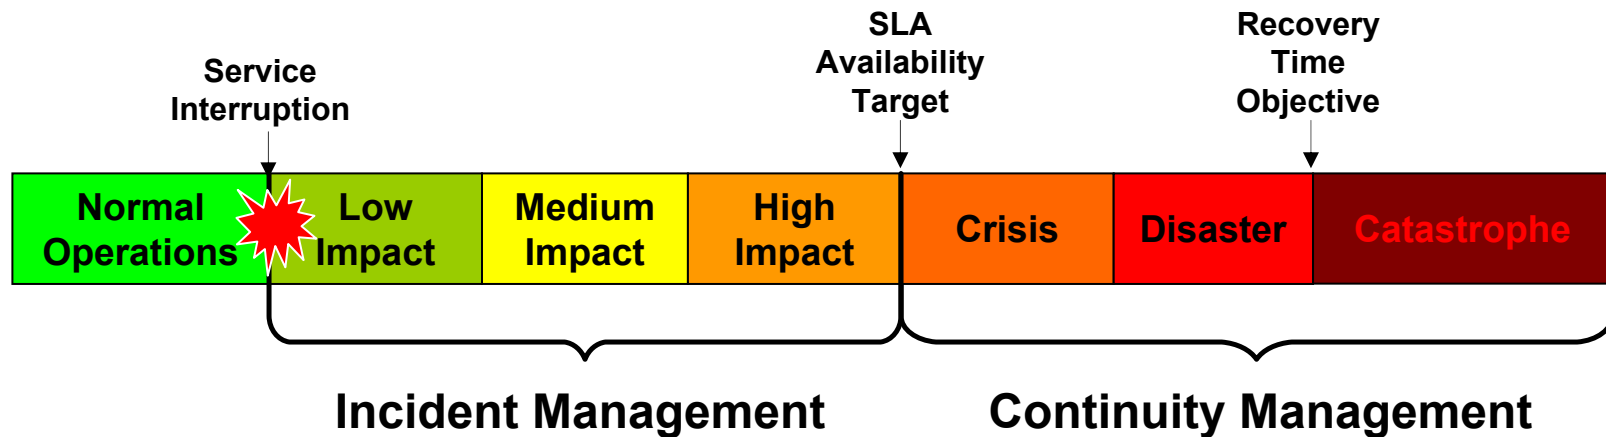 Service
Interruption
SLA
Availability
Target
Recovery
Time
Objective
Normal
Operations
Low
Impact
Medium
Impact
High
Impact
Crisis
Disaster
Catastrophe
Incident Management
Continuity Management